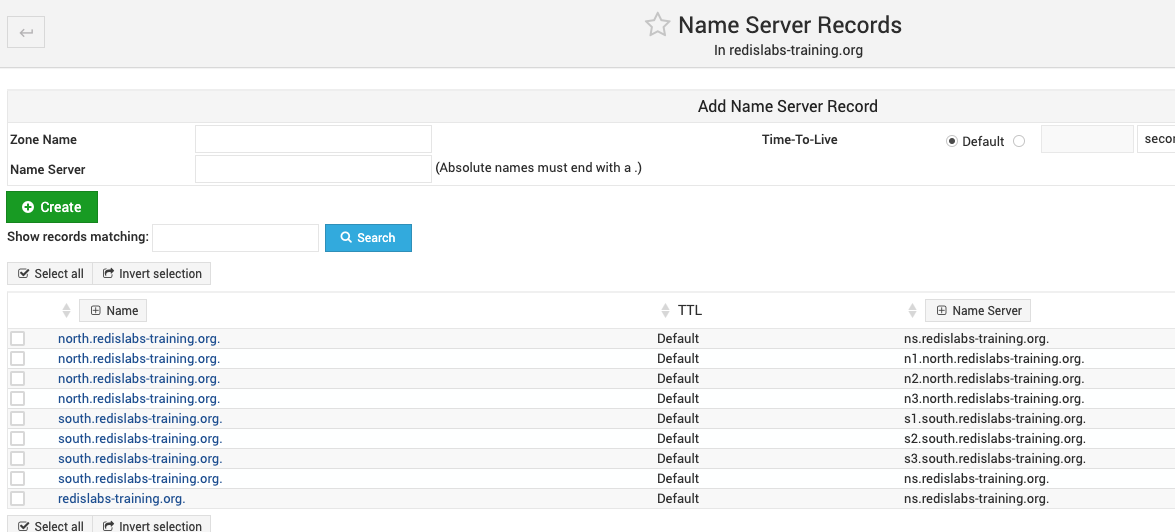 Name Server Records
In redislabs-training.org
Add Name Server Record
Zone Name Time-To-Live Default
Name Server (Absolute names must end with a .)
Create
Show records matching: Search
Select all Invert selection
Name TTL Name Server
north.redislabs-training.org. Default ns.redislabs-training.org.
north.redislabs-training.org. Default n1.north.redislabs-training.org.
north.redislabs-training.org. Default n2.north.redislabs-training.org.
north.redislabs-training.org. Default n3.north.redislabs-training.org.
south.redislabs-training.org. Default s1.south.redislabs-training.org.
south.redislabs-training.org. Default s2.south.redislabs-training.org.
south.redislabs-training.org. Default s3.south.redislabs-training.org.
south.redislabs-training.org. Default ns.redislabs-training.org.
redislabs-training.org. Default ns.redislabs-training.org.
Select all Invert selection